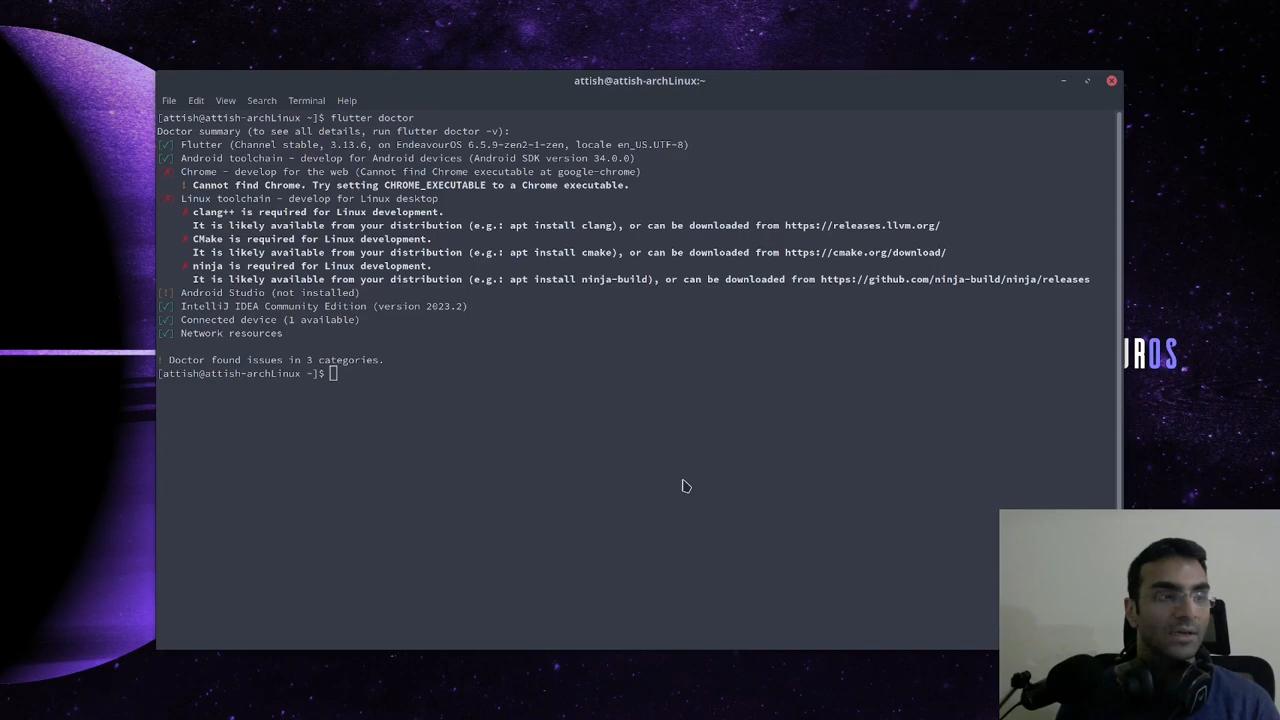 attish@attish-archLinux:~
File Edit View Search Terminal Help
[attish@attish-archLinux ~]$ flutter doctor
Doctor summary (to see all details, run flutter doctor -v):
[✓] Flutter (Channel stable, 3.13.6, on EndeavourOS 6.5.9-zen2-1-zen, locale en_US.UTF-8)
[✓] Android toolchain - develop for Android devices (Android SDK version 34.0.0)
[✗] Chrome - develop for the web (Cannot find Chrome executable at google-chrome)
! Cannot find Chrome. Try setting CHROME_EXECUTABLE to a Chrome executable.
[✗] Linux toolchain - develop for Linux desktop
✗ clang++ is required for Linux development.
It is likely available from your distribution (e.g.: apt install clang), or can be downloaded from https://releases.llvm.org/
✗ CMake is required for Linux development.
It is likely available from your distribution (e.g.: apt install cmake), or can be downloaded from https://cmake.org/download/
✗ ninja is required for Linux development.
It is likely available from your distribution (e.g.: apt install ninja-build), or can be downloaded from https://github.com/ninja-build/ninja/releases
[!] Android Studio (not installed)
[✓] IntelliJ IDEA Community Edition (version 2023.2)
[✓] Connected device (1 available)
[✓] Network resources
! Doctor found issues in 3 categories.
[attish@attish-archLinux ~]$
UROS